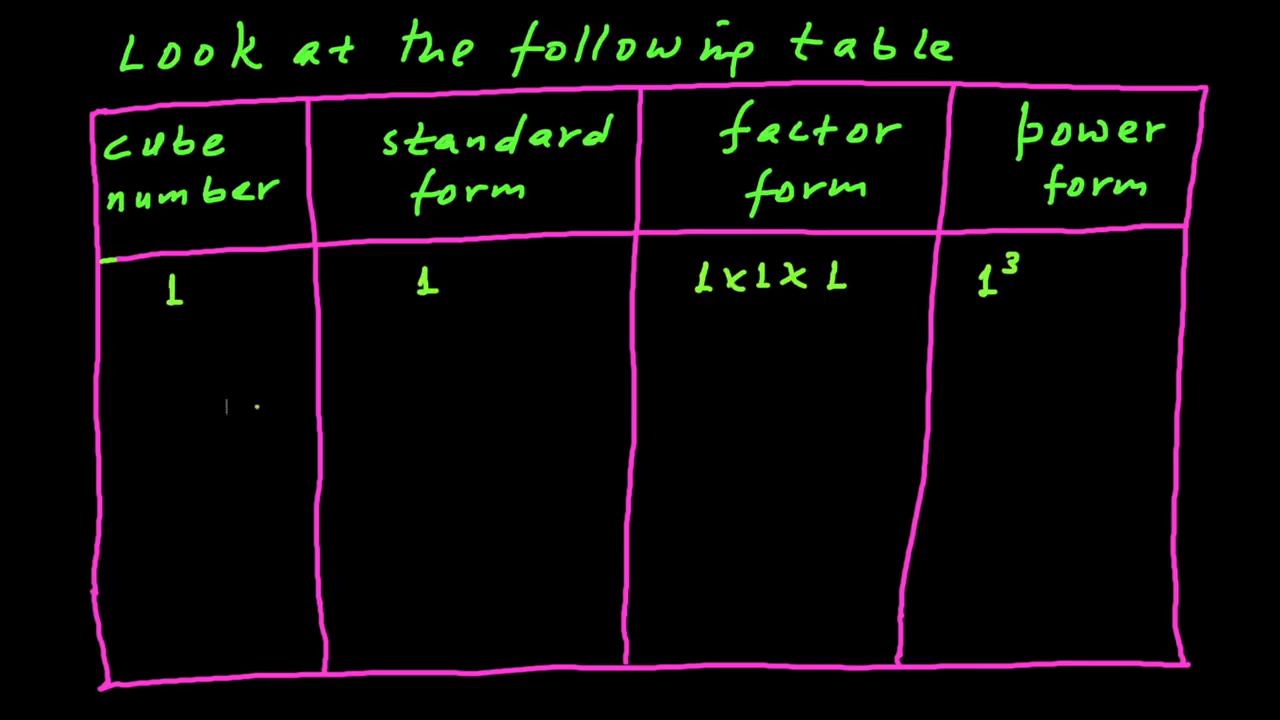 Look at the following table
cube number standard form factor form power form
1 1 1x1x1 1³